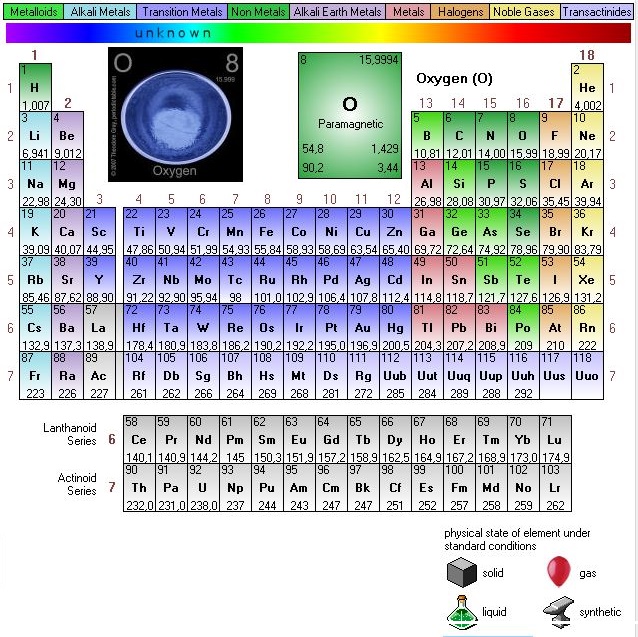 Metalloids Alkali Metals Transition Metals Non Metals Alkali Earth Metals Metals Halogens Noble Gases Transactinides
unknown
1 18
O 8
15.999
© 2007 Theodore Gray, periodictable.com
Oxygen
8 15,9994
O
Paramagnetic
54,8 1.429
90,2 3,44
Oxygen (O)
1 2
1 H He 1
1,007 4,002
2 13 14 15 16 17
3 4 5 6 7 8 9 10
2 Li Be B C N O F Ne 2
6,941 9,012 10,81 12,01 14,00 15,99 18,99 20,17
11 12 13 14 15 16 17 18
3 Na Mg Al Si P S Cl Ar 3
22,98 24,30 26,98 28,08 30,97 32,06 35,45 39,94
3 4 5 6 7 8 9 10 11 12
19 20 21 22 23 24 25 26 27 28 29 30 31 32 33 34 35 36
4 K Ca Sc Ti V Cr Mn Fe Co Ni Cu Zn Ga Ge As Se Br Kr 4
39,09 40,07 44,95 47,86 50,94 51,99 54,93 55,84 58,93 58,69 63,54 65,40 69,72 72,64 74,92 78,96 79,90 83,79
37 38 39 40 41 42 43 44 45 46 47 48 49 50 51 52 53 54
5 Rb Sr Y Zr Nb Mo Tc Ru Rh Pd Ag Cd In Sn Sb Te I Xe 5
85,46 87,62 88,90 91,22 92,90 95,94 98 101,0 102,9 106,4 107,8 112,4 114,8 118,7 121,7 127,6 126,9 131,2
55 56 57 72 73 74 75 76 77 78 79 80 81 82 83 84 85 86
6 Cs Ba La Hf Ta W Re Os Ir Pt Au Hg Tl Pb Bi Po At Rn 6
132,9 137,3 138,9 178,4 180,9 183,8 186,2 190,2 192,2 195,0 196,9 200,5 204,3 207,2 208,9 209 210 222
87 88 89 104 105 106 107 108 109 110 111 112 113 114 115 116 117 118
7 Fr Ra Ac Rf Db Sg Bh Hs Mt Ds Rg Uub Uut Uuq Uup Uuh Uus Uuo 7
223 226 227 261 262 266 264 269 268 271 272 285 284 289 288 292
58 59 60 61 62 63 64 65 66 67 68 69 70 71
Lanthanoid Series 6 Ce Pr Nd Pm Sm Eu Gd Tb Dy Ho Er Tm Yb Lu
140,1 140,9 144,2 145 150,3 151,9 157,2 158,9 162,5 164,9 167,2 168,9 173,0 174,9
90 91 92 93 94 95 96 97 98 99 100 101 102 103
Actinoid Series 7 Th Pa U Np Pu Am Cm Bk Cf Es Fm Md No Lr
232,0 231,0 238,0 237 244 243 247 247 251 252 257 258 259 262
physical state of element under
standard conditions
solid gas
liquid synthetic